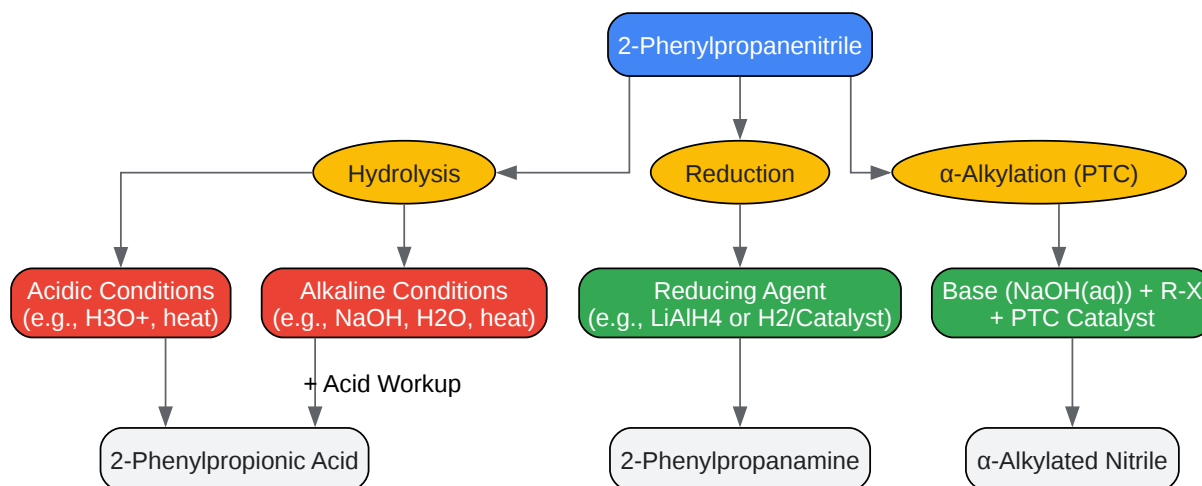 2-Phenylpropanenitrile
Hydrolysis
Reduction
α-Alkylation (PTC)
Acidic Conditions
(e.g., H3O+, heat)
Alkaline Conditions
(e.g., NaOH, H2O, heat)
Reducing Agent
(e.g., LiAlH4 or H2/Catalyst)
Base (NaOH(aq)) + R-X
+ PTC Catalyst
+ Acid Workup
2-Phenylpropionic Acid
2-Phenylpropanamine
α-Alkylated Nitrile